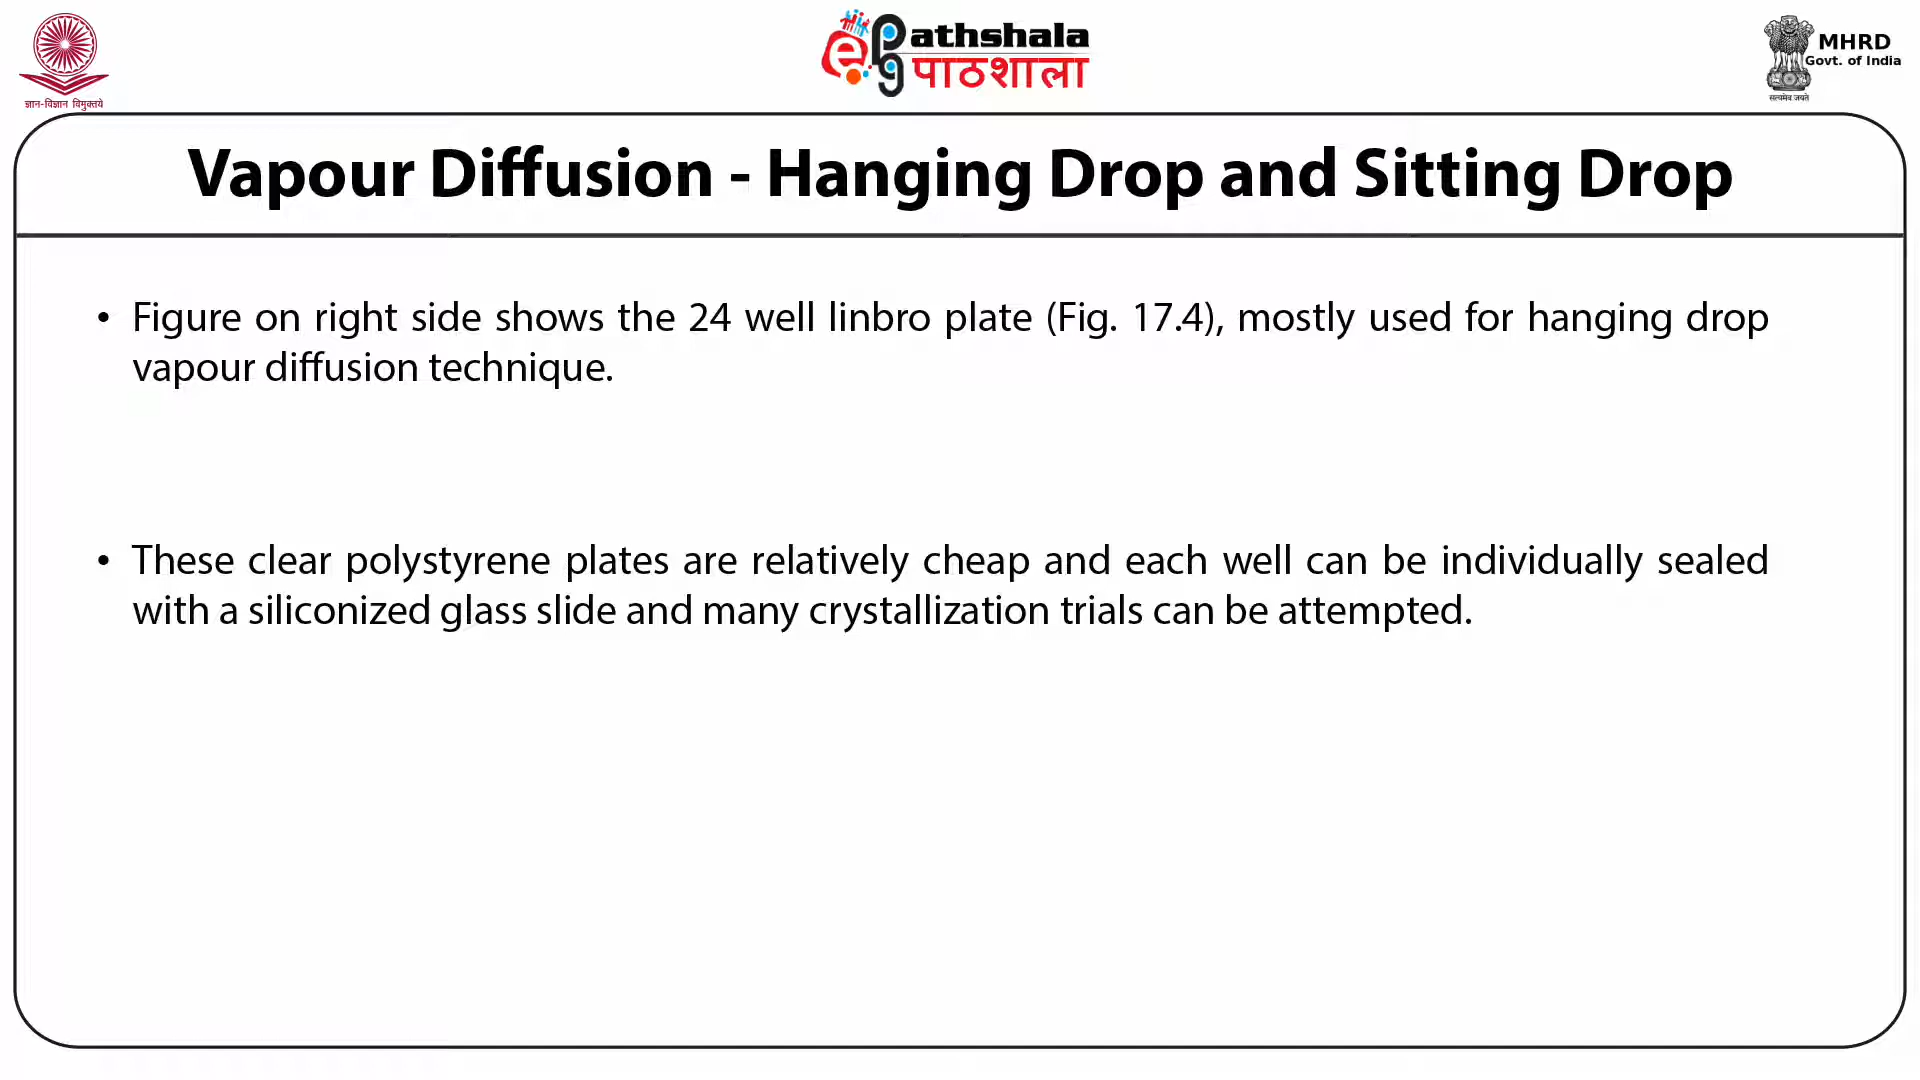 ज्ञान-विज्ञान विमुक्तये
ePG Pathshala
पाठशाला
MHRD
Govt. of India
सत्यमेव जयते
Vapour Diffusion - Hanging Drop and Sitting Drop
• Figure on right side shows the 24 well linbro plate (Fig. 17.4), mostly used for hanging drop
vapour diffusion technique.
• These clear polystyrene plates are relatively cheap and each well can be individually sealed
with a siliconized glass slide and many crystallization trials can be attempted.